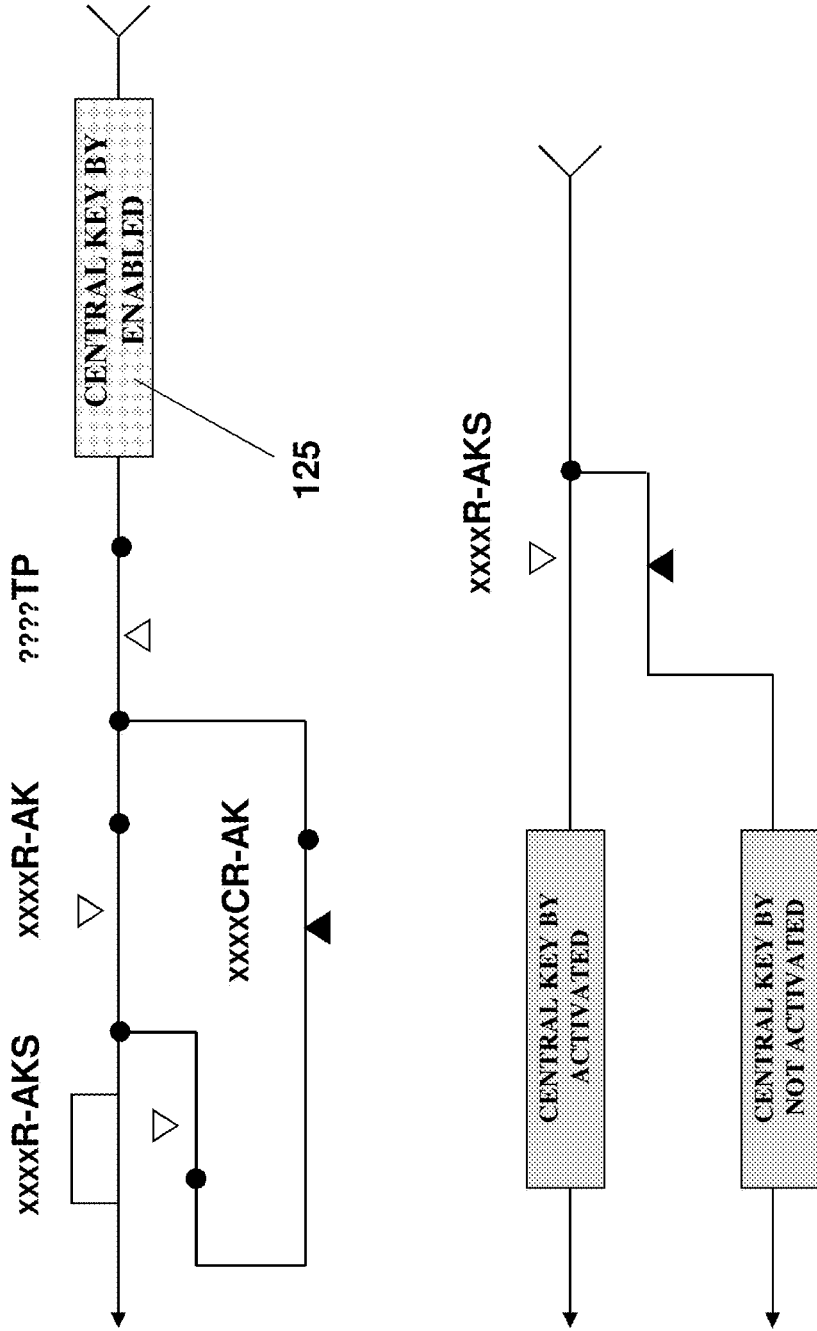 xxxxR-AKS
xxxxR-AK
????TP
CENTRAL KEY BY
ENABLED
125
xxxxCR-AK
xxxxR-AKS
CENTRAL KEY BY
ACTIVATED
CENTRAL KEY BY
NOT ACTIVATED